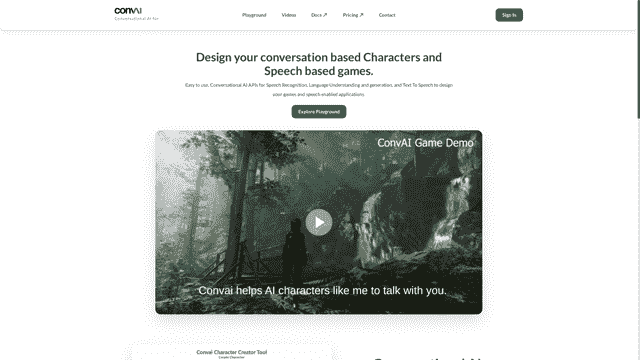 convAI
Conversational AI for
Playground
Videos
Docs ↗
Pricing ↗
Contact
Sign In
Design your conversation based Characters and
Speech based games.
Easy to use, Conversational AI APIs for Speech Recognition, Language Understanding and generation, and Text To Speech to design
your games and speech-enabled applications.
Explore Playground
ConvAI Game Demo
Convai helps AI characters like me to talk with you.
Convai Character Creator Tool